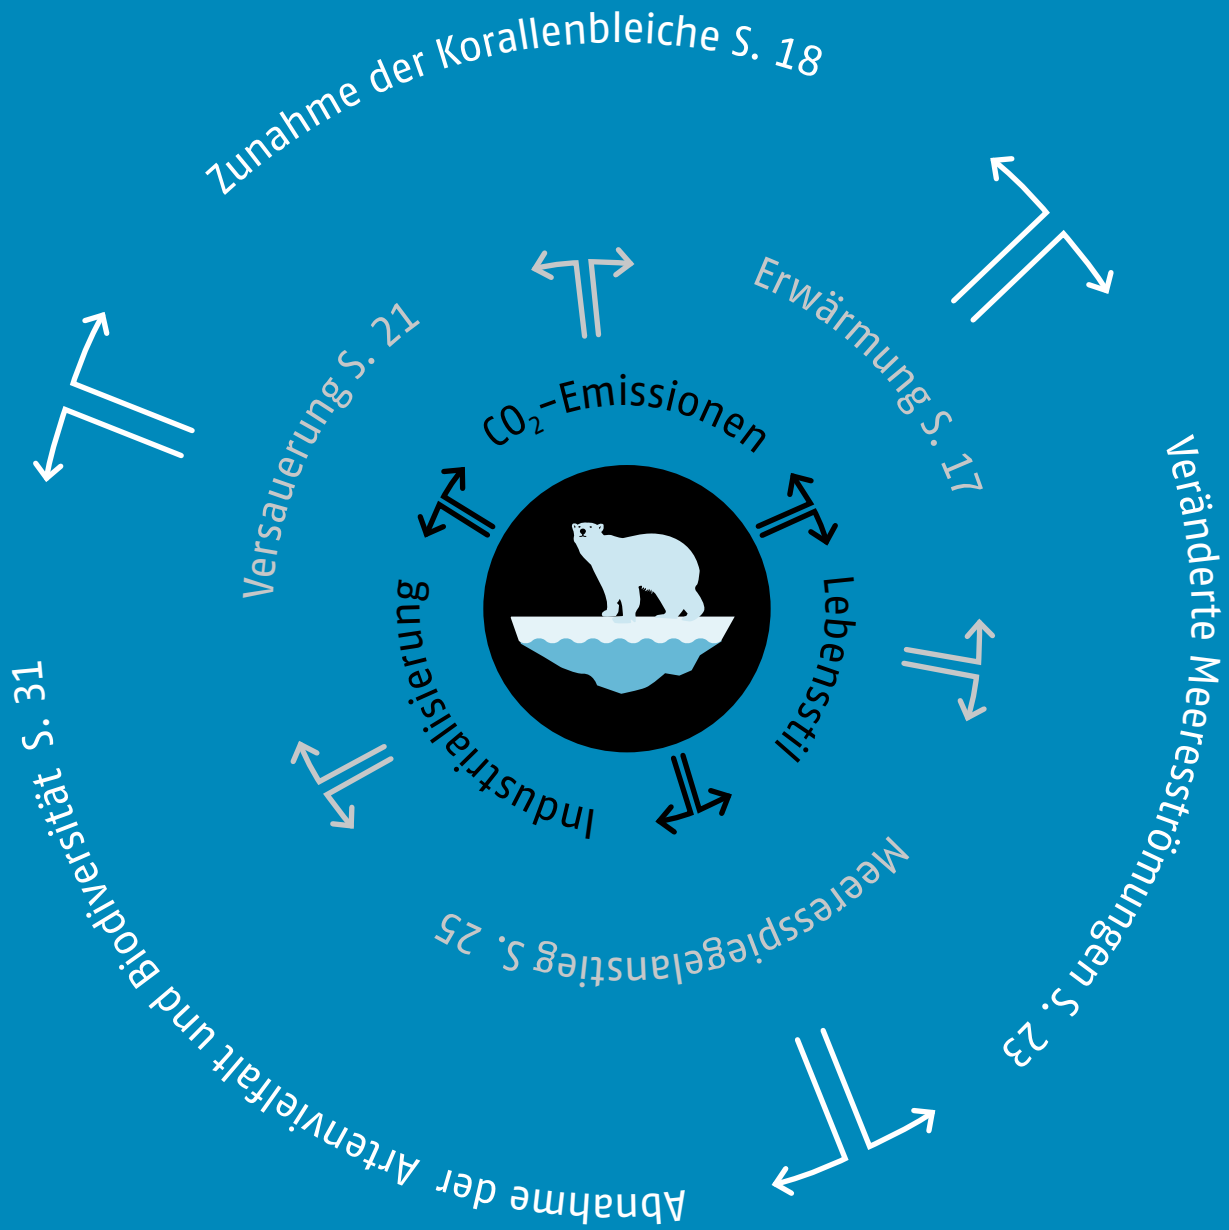 Zunahme der Korallenbleiche S. 18
Veränderte Meeresströmungen S. 23
Abnahme der Artenvielfalt und Biodiversität S. 31
Versauerung S. 21
Erwärmung S. 17
Meeresspiegelanstieg S. 25
CO₂-Emissionen
Lebensstil
Industrialisierung